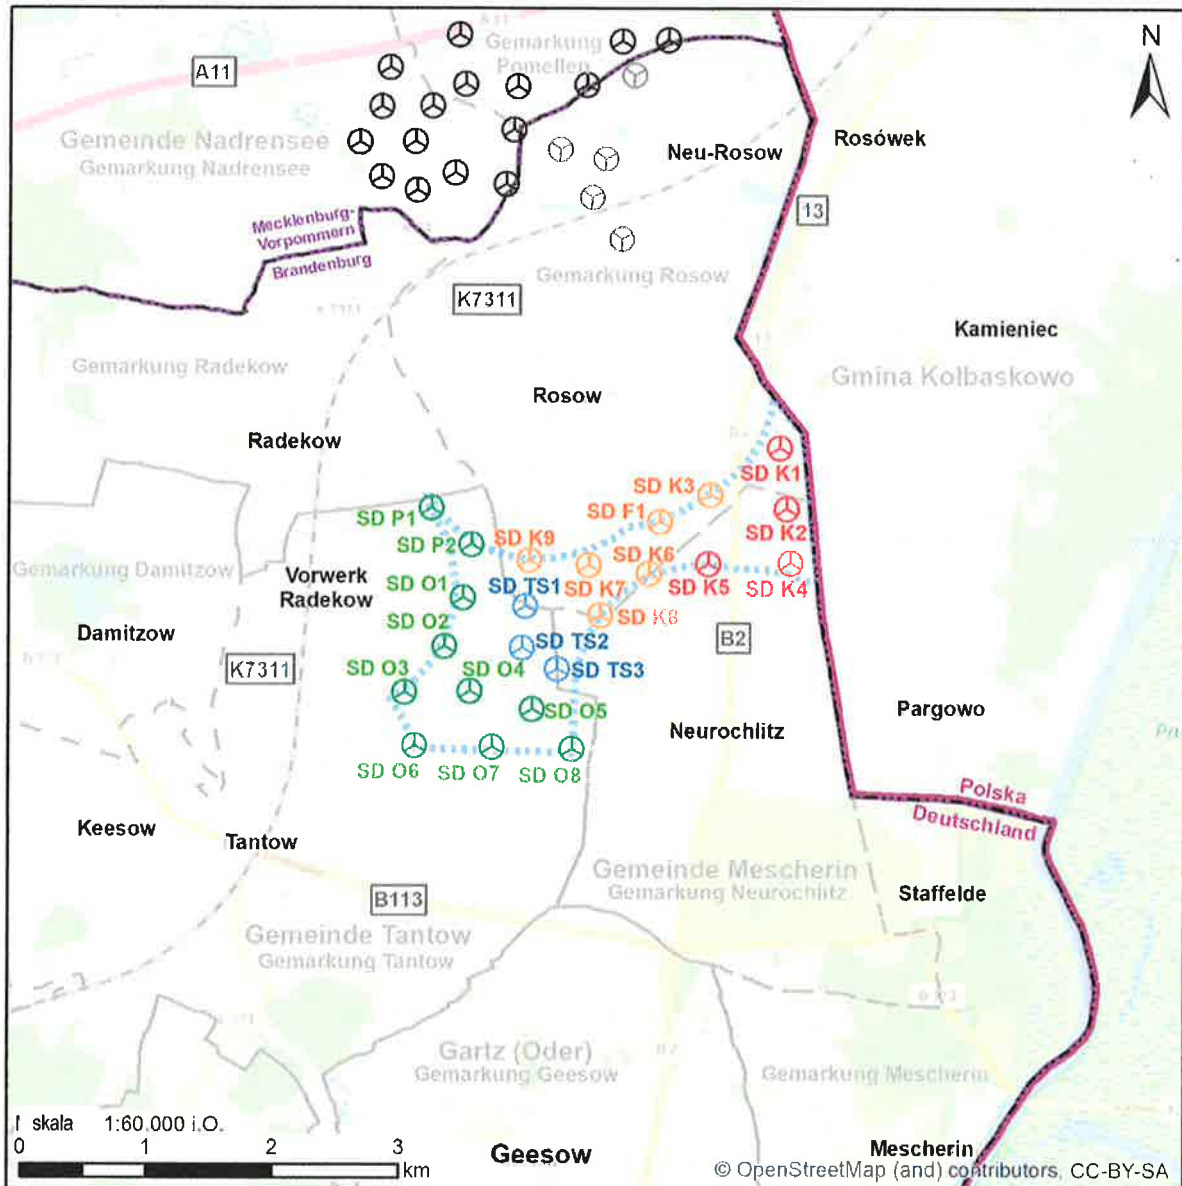 A11
Gemarkung
Pomellen
N
A11
Gemeinde Nadrensee
Gemarkung Nadrensee
Neu-Rosow
Rosówek
13
Mecklenburg-
Vorpommern
Brandenburg
Gemarkung Rosow
K7311
Kamieniec
Gemarkung Radekow
Gmina Kołbaskowo
Rosow
Radekow
SD K1
SD K3
SD P1
SD F1
SD K2
SD P2
SD K9
SD K6
Gemarkung Damitzow
Vorwerk
Radekow
SD O1
SD TS1
SD K7
SD K5
SD K4
SD O2
SD K8
Damitzow
SD TS2
B2
K7311
SD O3
SD O4
SD TS3
SD O5
Pargowo
Neurochlitz
SD O6
SD O7
SD O8
Polska
Deutschland
Keesow
Tantow
Gemeinde Mescherin
Gemarkung Neurochlitz
Staffelde
B113
Gemeinde Tantow
Gemarkung Tantow
Gartz (Oder)
Gemarkung Geesow
Gemarkung Mescherin
skala 1:60.000 i.O.
0 1 2 3
km
Geesow
Mescherin
© OpenStreetMap (and) contributors, CC-BY-SA